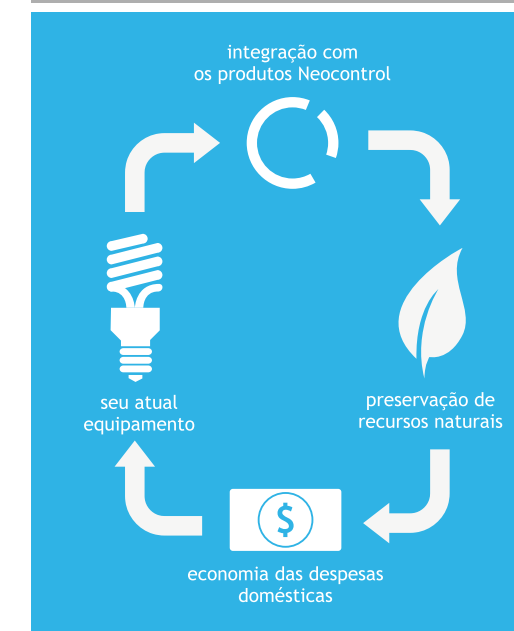 integração com
os produtos Neocontrol
seu atual
equipamento
preservação de
recursos naturais
$
economia das despesas
domésticas